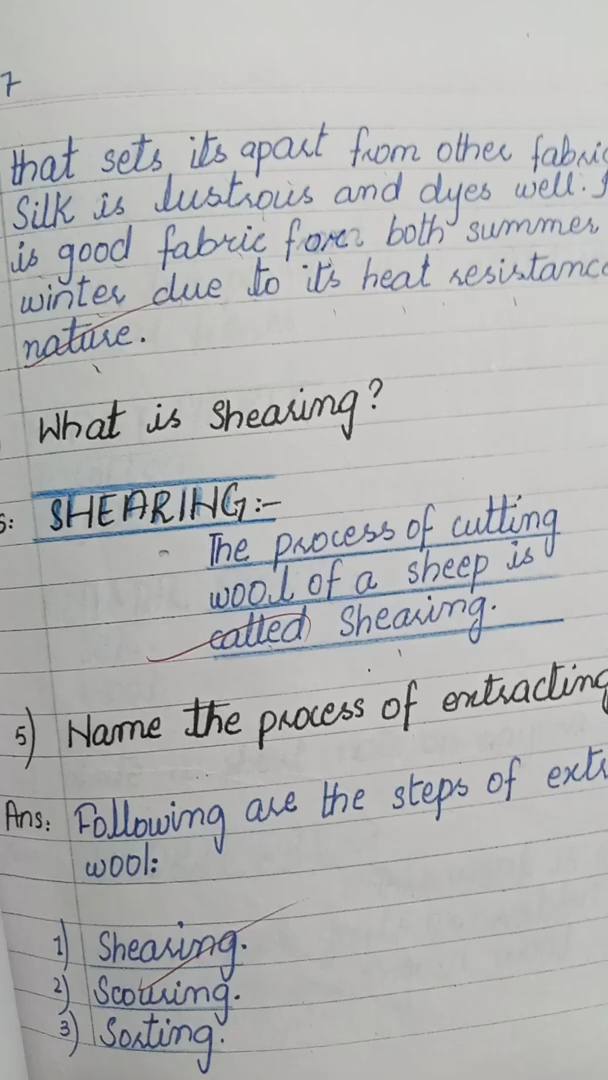 7
that sets its apart from other fabric
Silk is lustrous and dyes well.
is good fabric for both summer
winter due to its heat resistance
nature.
What is Shearing?
s: SHEARING:-
The process of cutting
wool of a sheep is
called Shearing.
5) Name the process of extracting
Ans: Following are the steps of extr
wool:
1) Shearing.
2) Scouring.
3) Sorting.